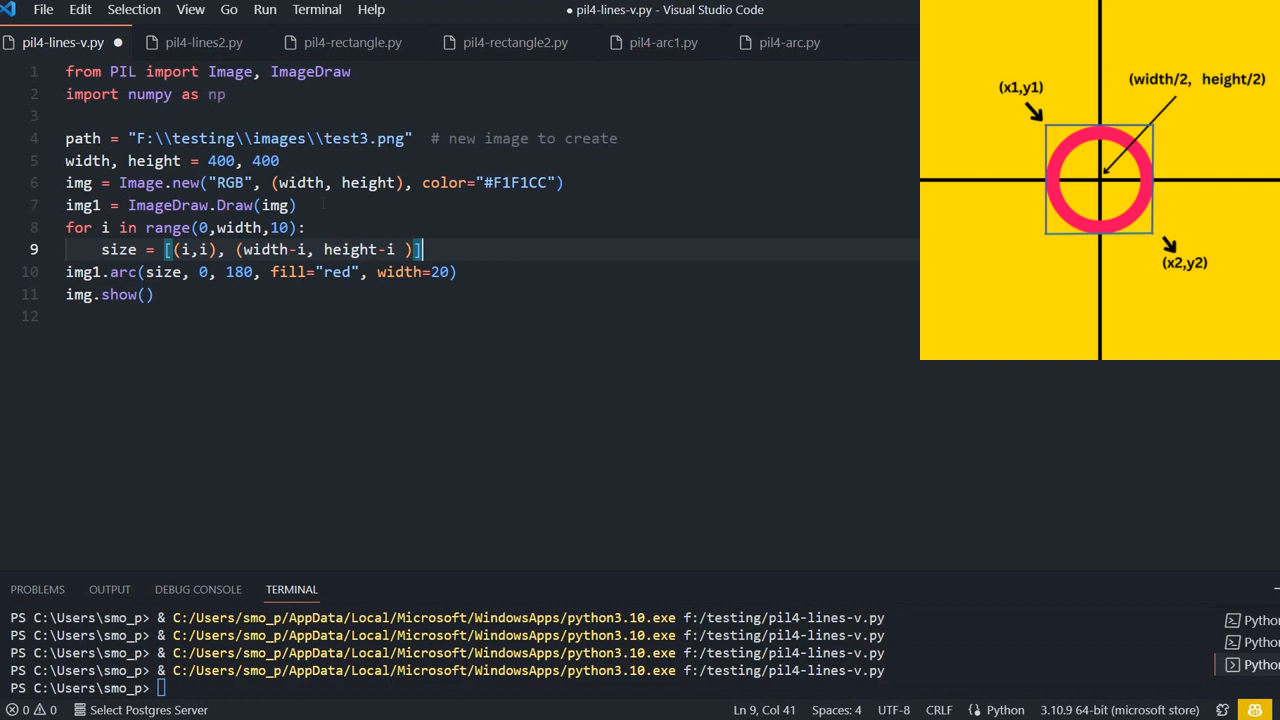 File Edit Selection View Go Run Terminal Help
● pil4-lines-v.py - Visual Studio Code
pil4-lines-v.py ● pil4-lines2.py pil4-rectangle.py pil4-rectangle2.py pil4-arc1.py pil4-arc.py
1 from PIL import Image, ImageDraw
2 import numpy as np
3
4 path = "F:\\testing\\images\\test3.png" # new image to create
5 width, height = 400, 400
6 img = Image.new("RGB", (width, height), color="#F1F1CC")
7 img1 = ImageDraw.Draw(img)
8 for i in range(0,width,10):
9 size = [(i,i), (width-i, height-i )]
10 img1.arc(size, 0, 180, fill="red", width=20)
11 img.show()
12
(width/2, height/2)
(x1,y1)
(x2,y2)
PROBLEMS OUTPUT DEBUG CONSOLE TERMINAL
PS C:\Users\smo_p> & C:/Users/smo_p/AppData/Local/Microsoft/WindowsApps/python3.10.exe f:/testing/pil4-lines-v.py
PS C:\Users\smo_p> & C:/Users/smo_p/AppData/Local/Microsoft/WindowsApps/python3.10.exe f:/testing/pil4-lines-v.py
PS C:\Users\smo_p> & C:/Users/smo_p/AppData/Local/Microsoft/WindowsApps/python3.10.exe f:/testing/pil4-lines-v.py
PS C:\Users\smo_p> & C:/Users/smo_p/AppData/Local/Microsoft/WindowsApps/python3.10.exe f:/testing/pil4-lines-v.py
PS C:\Users\smo_p>
Pythor
Pythor
Pythor
0 0 Select Postgres Server Ln 9, Col 41 Spaces: 4 UTF-8 CRLF Python 3.10.9 64-bit (microsoft store)